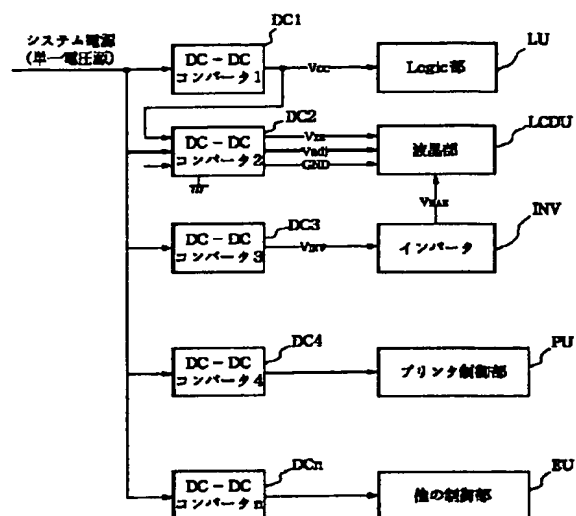 システム電源
(単一電圧源)
DC1
DC-DC
コンバータ1
Vcc
Logic部
LU
DC2
DC-DC
コンバータ2
VEE
Vadj
GND
液晶部
LCDU
DC3
DC-DC
コンバータ3
VINV
インバータ
INV
DC4
DC-DC
コンバータ4
プリンタ制御部
PU
DCn
DC-DC
コンバータn
他の制御部
EU